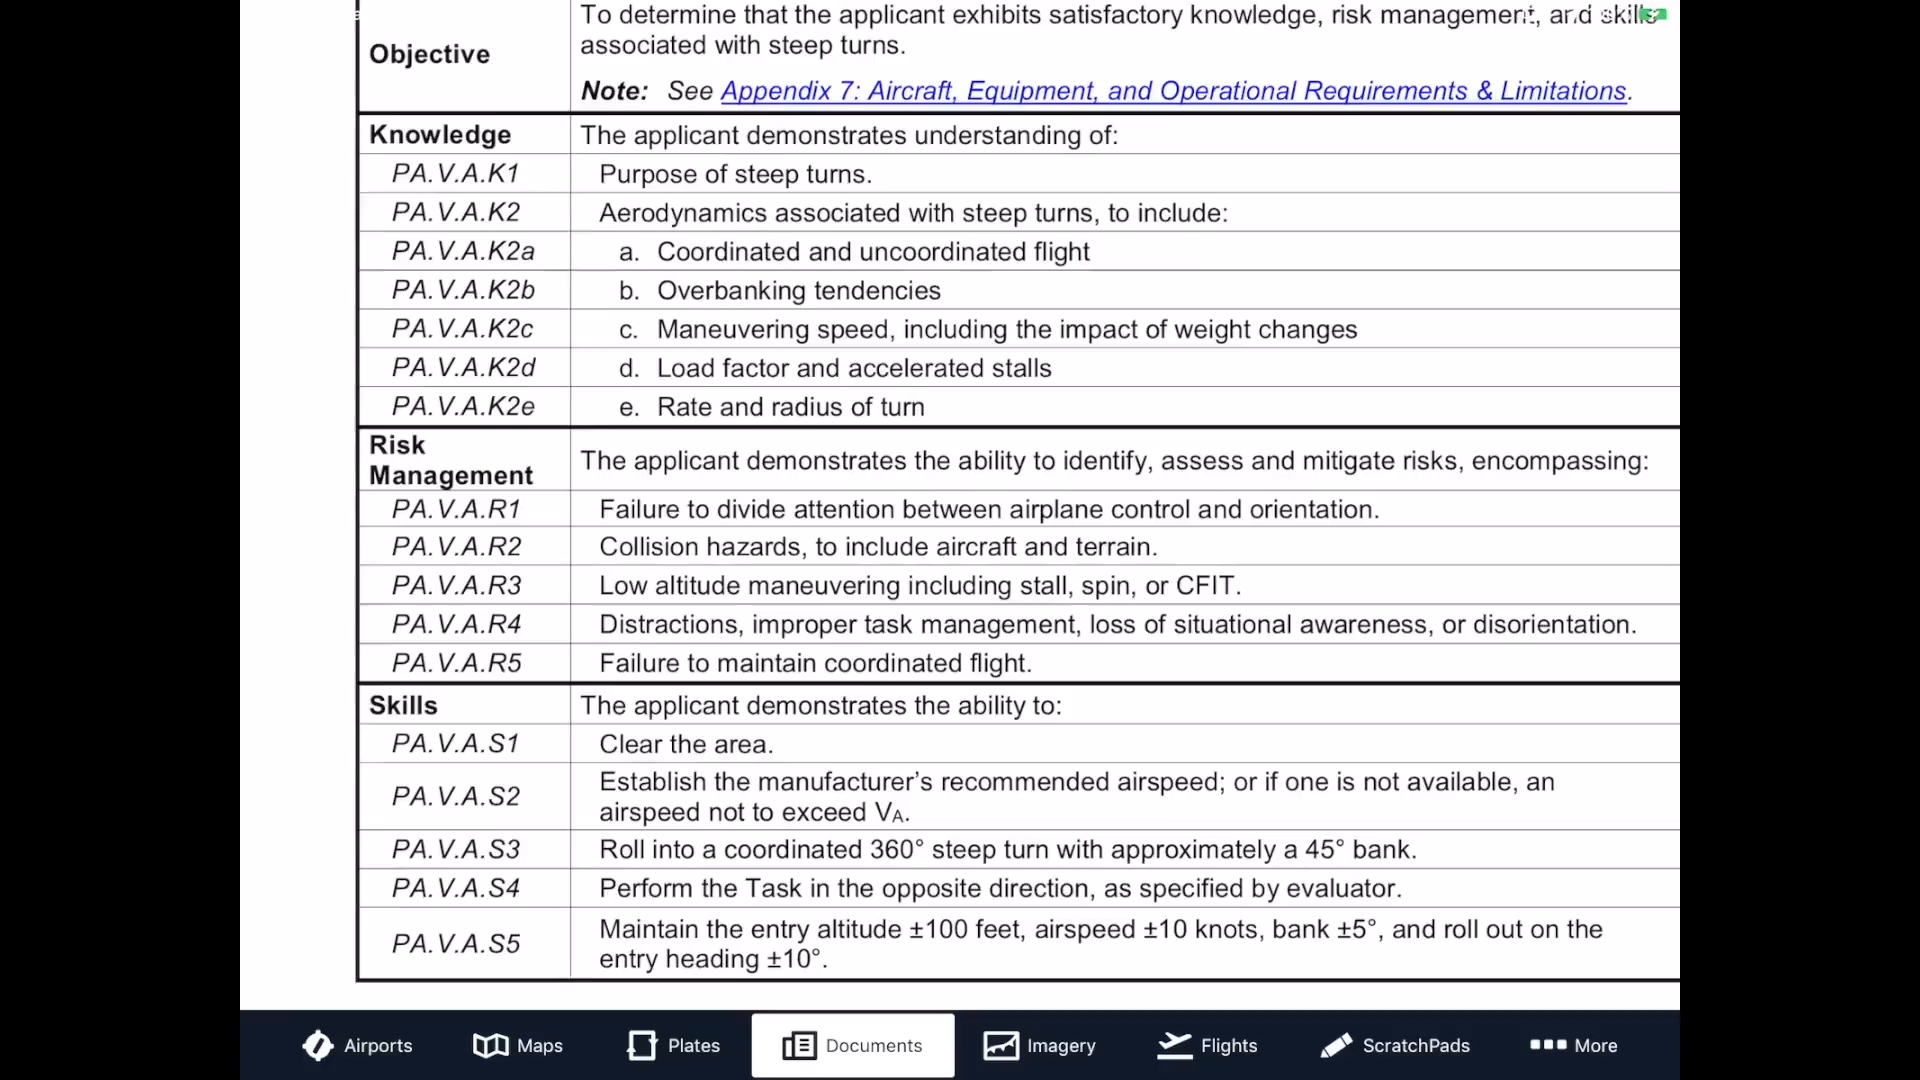 To determine that the applicant exhibits satisfactory knowledge, risk management, and skills
associated with steep turns.
Objective
Note: See Appendix 7: Aircraft, Equipment, and Operational Requirements & Limitations.
Knowledge The applicant demonstrates understanding of:
PA.V.A.K1 Purpose of steep turns.
PA.V.A.K2 Aerodynamics associated with steep turns, to include:
PA.V.A.K2a a. Coordinated and uncoordinated flight
PA.V.A.K2b b. Overbanking tendencies
PA.V.A.K2c c. Maneuvering speed, including the impact of weight changes
PA.V.A.K2d d. Load factor and accelerated stalls
PA.V.A.K2e e. Rate and radius of turn
Risk
Management
The applicant demonstrates the ability to identify, assess and mitigate risks, encompassing:
PA.V.A.R1 Failure to divide attention between airplane control and orientation.
PA.V.A.R2 Collision hazards, to include aircraft and terrain.
PA.V.A.R3 Low altitude maneuvering including stall, spin, or CFIT.
PA.V.A.R4 Distractions, improper task management, loss of situational awareness, or disorientation.
PA.V.A.R5 Failure to maintain coordinated flight.
Skills The applicant demonstrates the ability to:
PA.V.A.S1 Clear the area.
PA.V.A.S2 Establish the manufacturer's recommended airspeed; or if one is not available, an
airspeed not to exceed VA.
PA.V.A.S3 Roll into a coordinated 360° steep turn with approximately a 45° bank.
PA.V.A.S4 Perform the Task in the opposite direction, as specified by evaluator.
PA.V.A.S5 Maintain the entry altitude ±100 feet, airspeed ±10 knots, bank ±5°, and roll out on the
entry heading ±10°.
Airports Maps Plates Documents Imagery Flights ScratchPads More